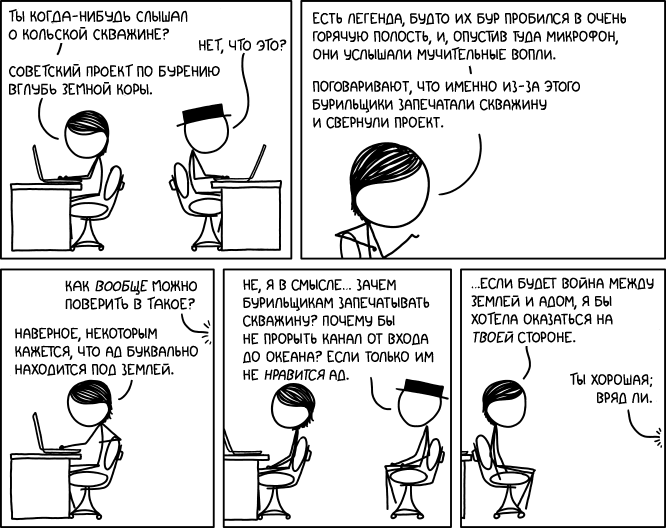 ТЫ КОГДА-НИБУДЬ СЛЫШАЛ
О КОЛЬСКОЙ СКВАЖИНЕ?
НЕТ, ЧТО ЭТО?
СОВЕТСКИЙ ПРОЕКТ ПО БУРЕНИЮ
ВГЛУБЬ ЗЕМНОЙ КОРЫ.
ЕСТЬ ЛЕГЕНДА, БУДТО ИХ БУР ПРОБИЛСЯ В ОЧЕНЬ
ГОРЯЧУЮ ПОЛОСТЬ, И, ОПУСТИВ ТУДА МИКРОФОН,
ОНИ УСЛЫШАЛИ МУЧИТЕЛЬНЫЕ ВОПЛИ.
ПОГОВАРИВАЮТ, ЧТО ИМЕННО ИЗ-ЗА ЭТОГО
БУРИЛЬЩИКИ ЗАПЕЧАТАЛИ СКВАЖИНУ
И СВЕРНУЛИ ПРОЕКТ.
КАК ВООБЩЕ МОЖНО
ПОВЕРИТЬ В ТАКОЕ?
НАВЕРНОЕ, НЕКОТОРЫМ
КАЖЕТСЯ, ЧТО АД БУКВАЛЬНО
НАХОДИТСЯ ПОД ЗЕМЛЕЙ.
НЕ, Я В СМЫСЛЕ... ЗАЧЕМ
БУРИЛЬЩИКАМ ЗАПЕЧАТЫВАТЬ
СКВАЖИНУ? ПОЧЕМУ БЫ
НЕ ПРОРЫТЬ КАНАЛ ОТ ВХОДА
ДО ОКЕАНА? ЕСЛИ ТОЛЬКО ИМ
НЕ НРАВИТСЯ АД.
...ЕСЛИ БУДЕТ ВОЙНА МЕЖДУ
ЗЕМЛЕЙ И АДОМ, Я БЫ
ХОТЕЛА ОКАЗАТЬСЯ НА
ТВОЕЙ СТОРОНЕ.
ТЫ ХОРОШАЯ;
ВРЯД ЛИ.